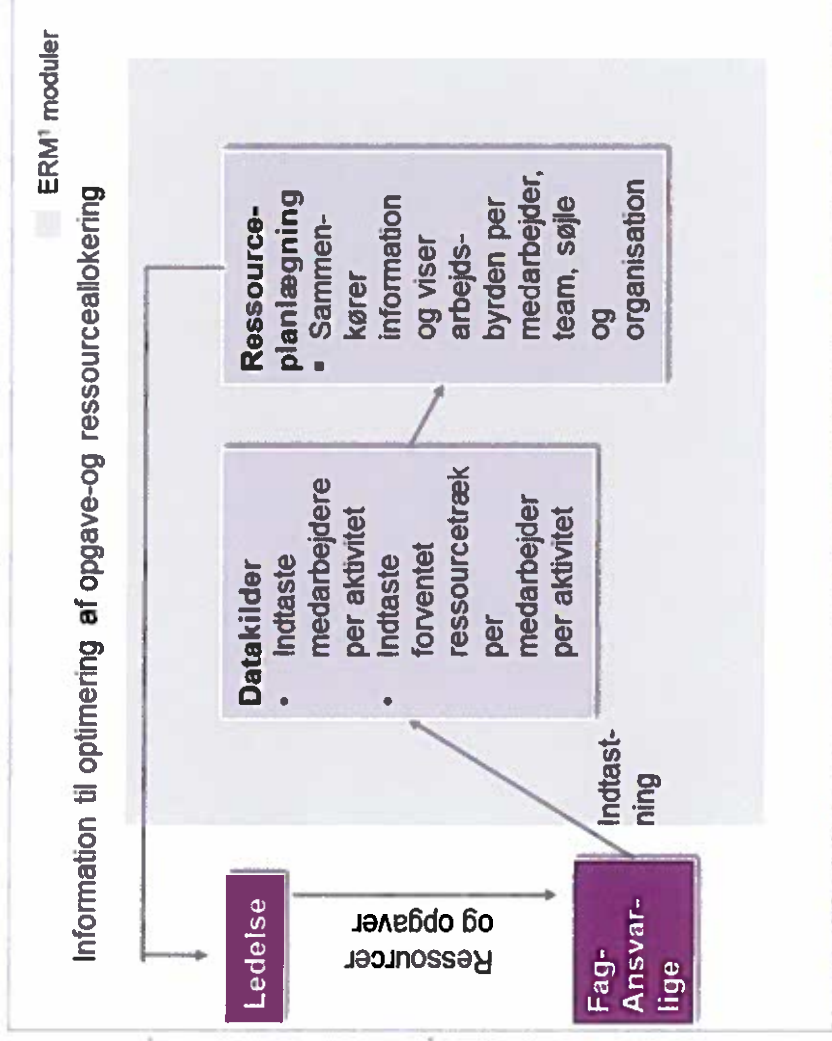 ERM¹ moduler
Information til optimering af opgave-og ressourceallokering
Ledelse
Ressourcer
og opgaver
Fag-
Ansvar-
lige
Indtast-
ning
Datakilder
• Indtaste
medarbejdere
per aktivitet
• Indtaste
forventet
ressourcetræk
per
medarbejder
per aktivitet
Ressource-
planlægning
▪ Sammen-
kører
information
og viser
arbejds-
byrden per
medarbejder,
team, søjle
og
organisation